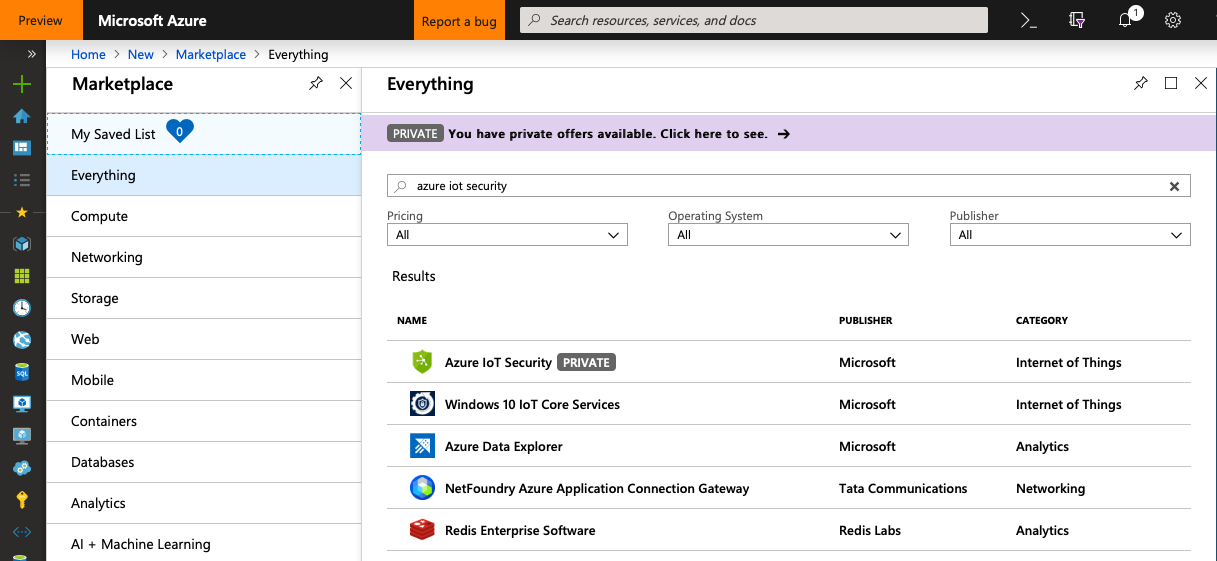 Preview
Microsoft Azure
Report a bug
Search resources, services, and docs
1
Home > New > Marketplace > Everything
Marketplace
My Saved List 0
Everything
Compute
Networking
Storage
Web
Mobile
Containers
Databases
Analytics
AI + Machine Learning
Everything
PRIVATE You have private offers available. Click here to see. →
azure iot security
Pricing Operating System Publisher
All All All
Results
NAME PUBLISHER CATEGORY
Azure IoT Security PRIVATE Microsoft Internet of Things
Windows 10 IoT Core Services Microsoft Internet of Things
Azure Data Explorer Microsoft Analytics
NetFoundry Azure Application Connection Gateway Tata Communications Networking
Redis Enterprise Software Redis Labs Analytics
SQL